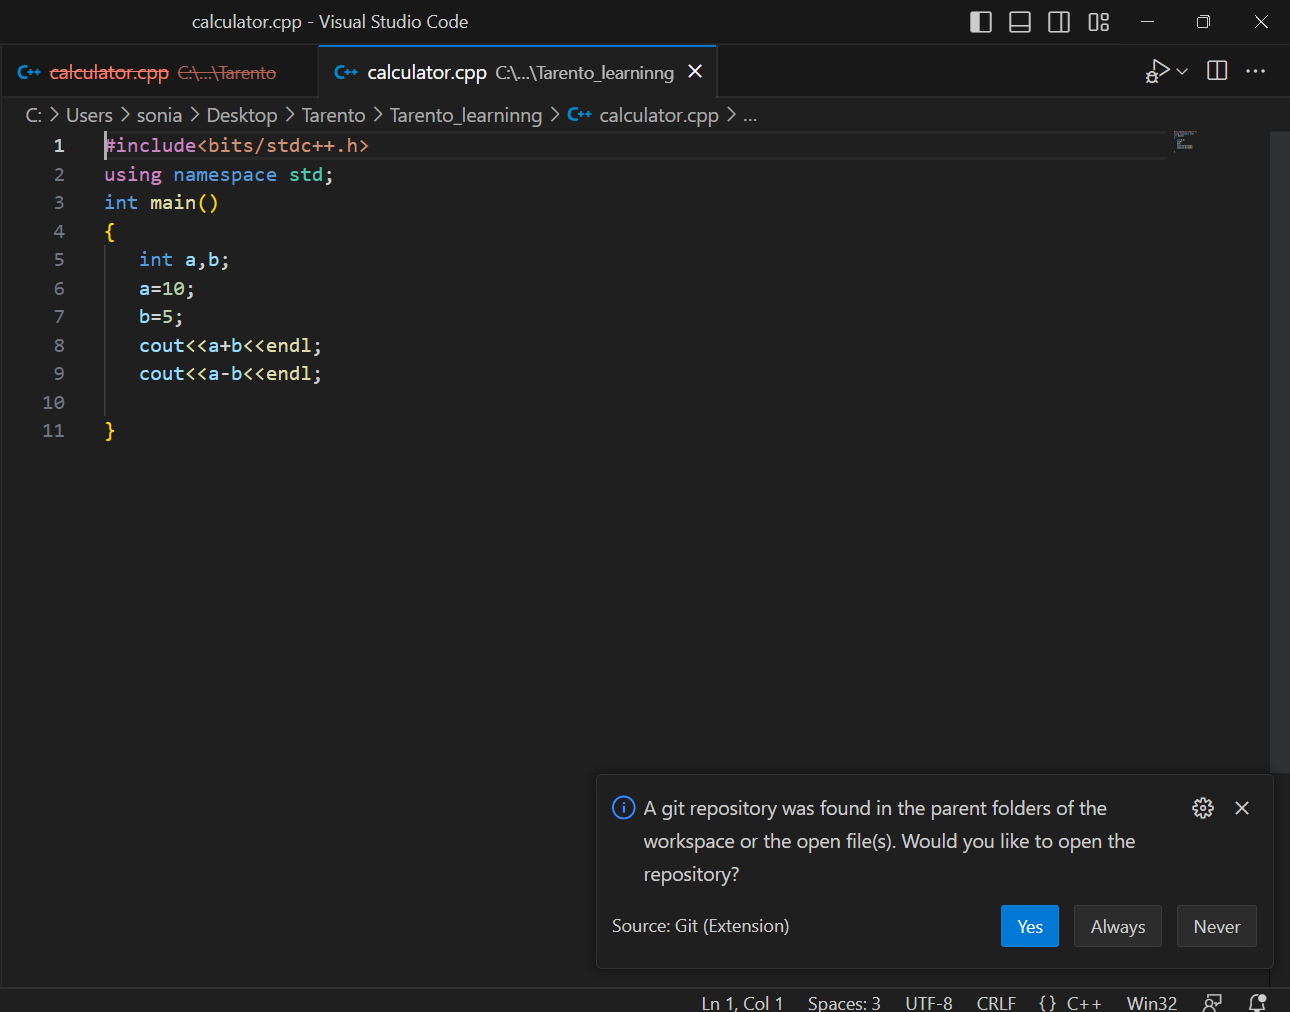 calculator.cpp - Visual Studio Code
C++ calculator.cpp C:\...\Tarento
C++ calculator.cpp C:\...\Tarento_learninng
C: > Users > sonia > Desktop > Tarento > Tarento_learninng > C++ calculator.cpp > ...
1 #include<bits/stdc++.h>
2 using namespace std;
3 int main()
4 {
5 int a,b;
6 a=10;
7 b=5;
8 cout<<a+b<<endl;
9 cout<<a-b<<endl;
10
11 }
A git repository was found in the parent folders of the
workspace or the open file(s). Would you like to open the
repository?
Source: Git (Extension) Yes Always Never
Ln 1, Col 1 Spaces: 3 UTF-8 CRLF {} C++ Win32